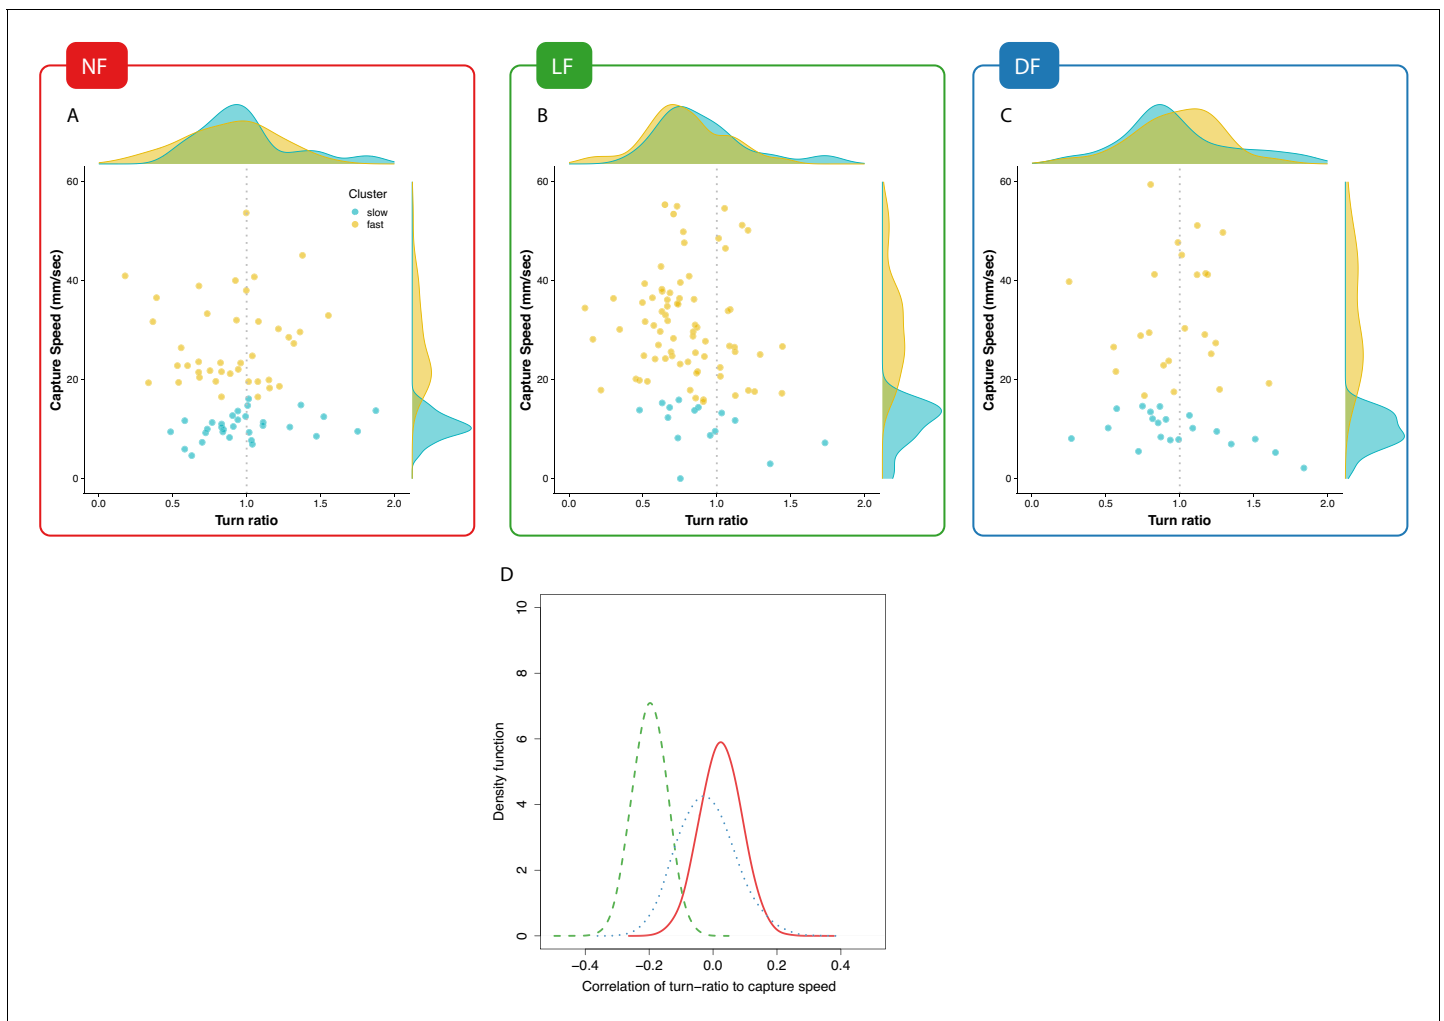 NF
LF
DF
A
B
C
60
40
20
0
Capture Speed (mm/sec)
Cluster
slow
fast
0.0 0.5 1.0 1.5 2.0
Turn ratio
60
40
20
0
Capture Speed (mm/sec)
0.0 0.5 1.0 1.5 2.0
Turn ratio
60
40
20
0
Capture Speed (mm/sec)
0.0 0.5 1.0 1.5 2.0
Turn ratio
D
10
8
6
4
2
0
Density function
−0.4 −0.2 0.0 0.2 0.4
Correlation of turn−ratio to capture speed